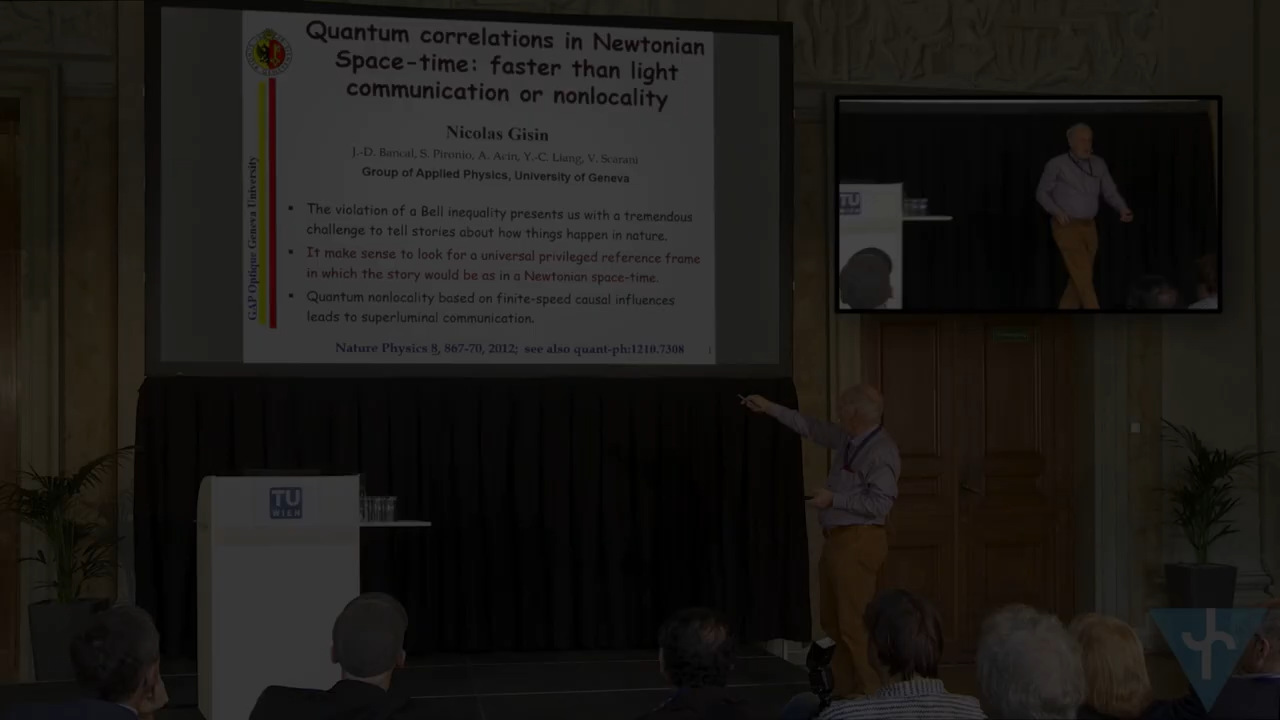 Quantum correlations in Newtonian
Space-time: faster than light
communication or nonlocality
Nicolas Gisin
J.-D. Bancal, S. Pironio, A. Acin, Y.-C. Liang, V. Scarani
Group of Applied Physics, University of Geneva
GAP Optique Geneva University
• The violation of a Bell inequality presents us with a tremendous
challenge to tell stories about how things happen in nature.
• It make sense to look for a universal privileged reference frame
in which the story would be as in a Newtonian space-time.
• Quantum nonlocality based on finite-speed causal influences
leads to superluminal communication.
Nature Physics 8, 867-70, 2012; see also quant-ph:1210.7308
1
TU
TU
WIEN